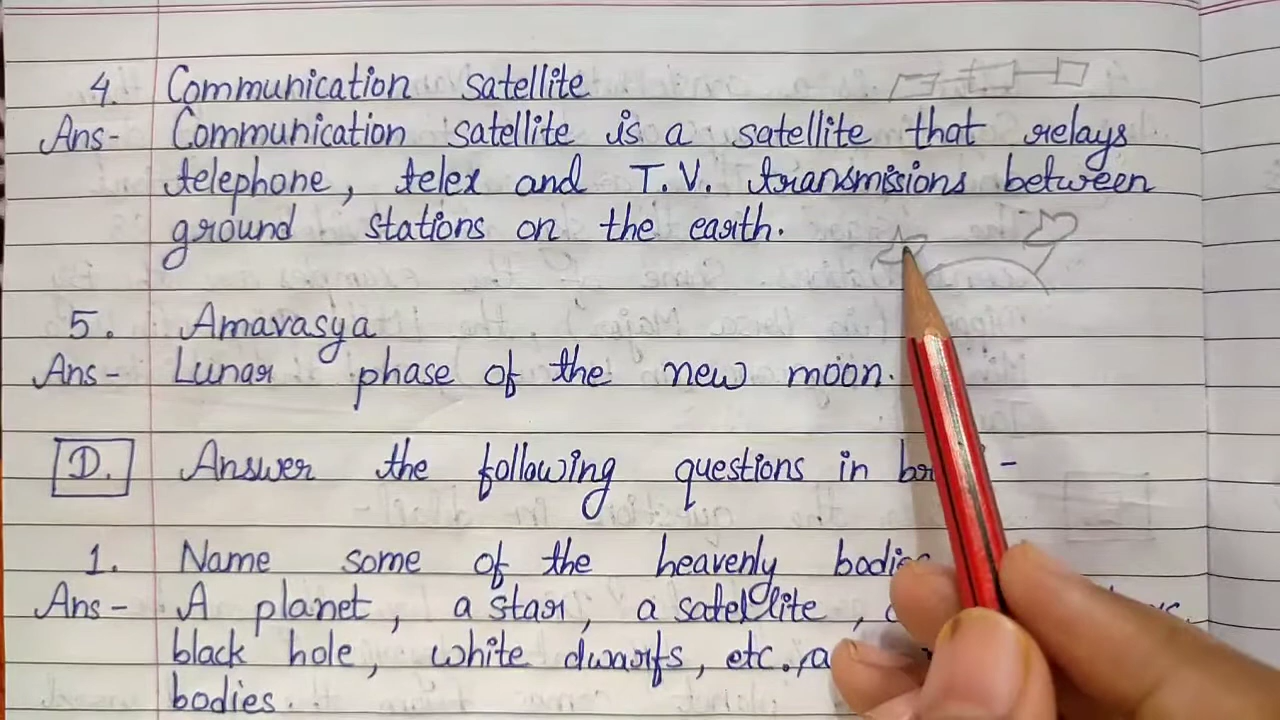 4. Communication satellite
Ans- Communication satellite is a satellite that relays
telephone, telex and T.V. transmissions between
ground stations on the earth.
5. Amavasya
Ans- Lunar phase of the new moon.
D. Answer the following questions in
1. Name some of the heavenly
Ans- A planet, a star, a satellite,
black hole, white dwarfs, etc.,
bodies.